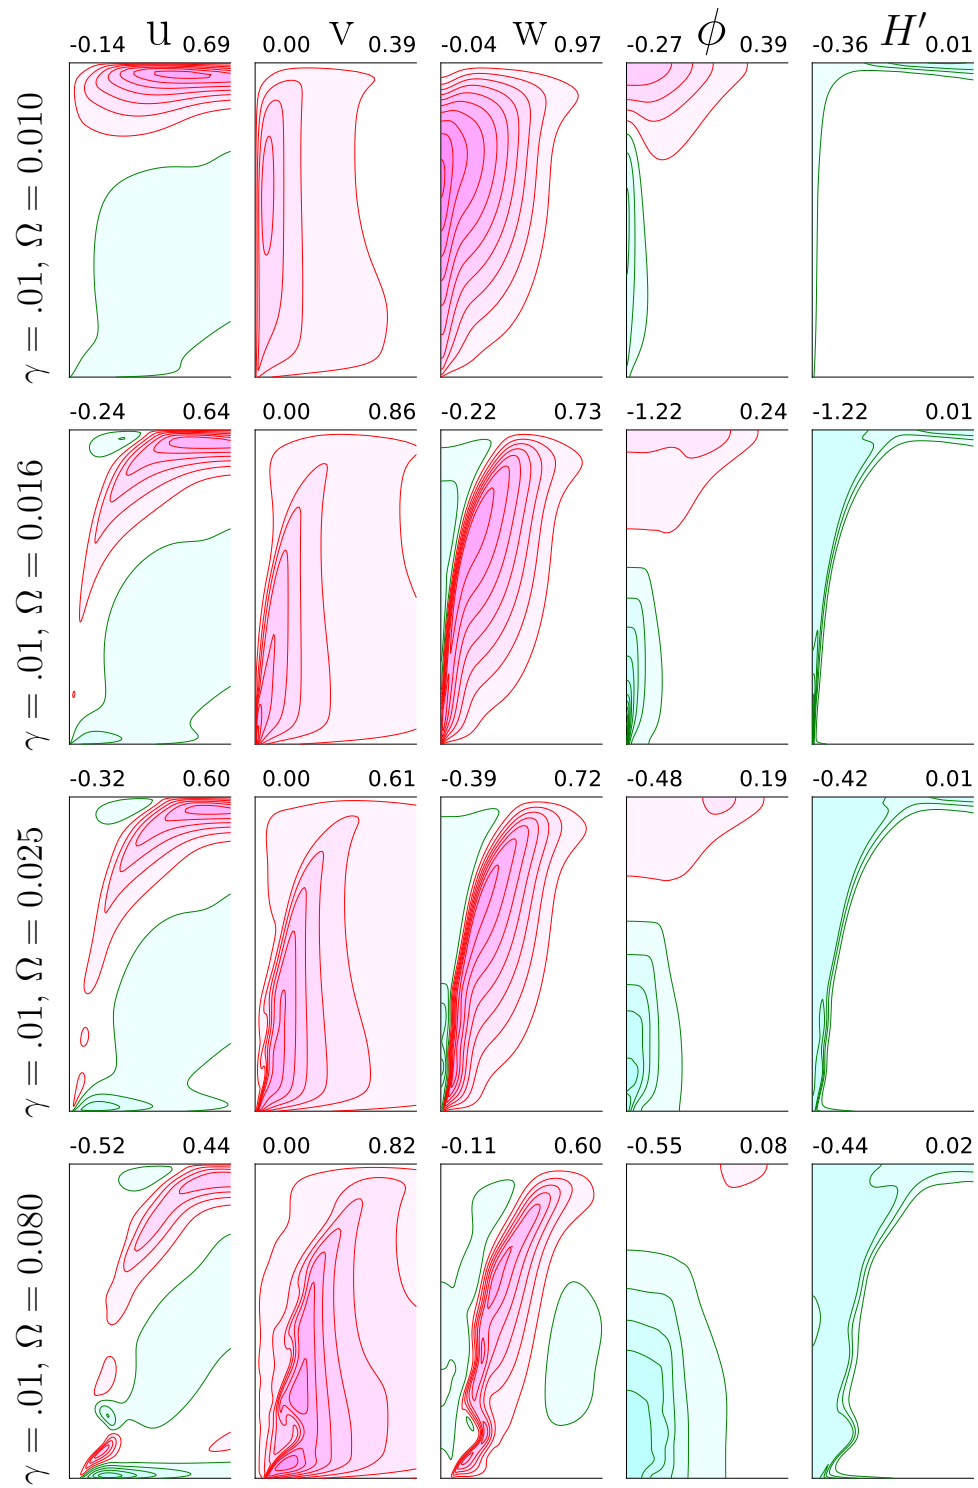 u v w ϕ H′
-0.14 0.69 0.00 0.39 -0.04 0.97 -0.27 0.39 -0.36 0.01
γ = .01, Ω = 0.010
-0.24 0.64 0.00 0.86 -0.22 0.73 -1.22 0.24 -1.22 0.01
γ = .01, Ω = 0.016
-0.32 0.60 0.00 0.61 -0.39 0.72 -0.48 0.19 -0.42 0.01
γ = .01, Ω = 0.025
-0.52 0.44 0.00 0.82 -0.11 0.60 -0.55 0.08 -0.44 0.02
γ = .01, Ω = 0.080